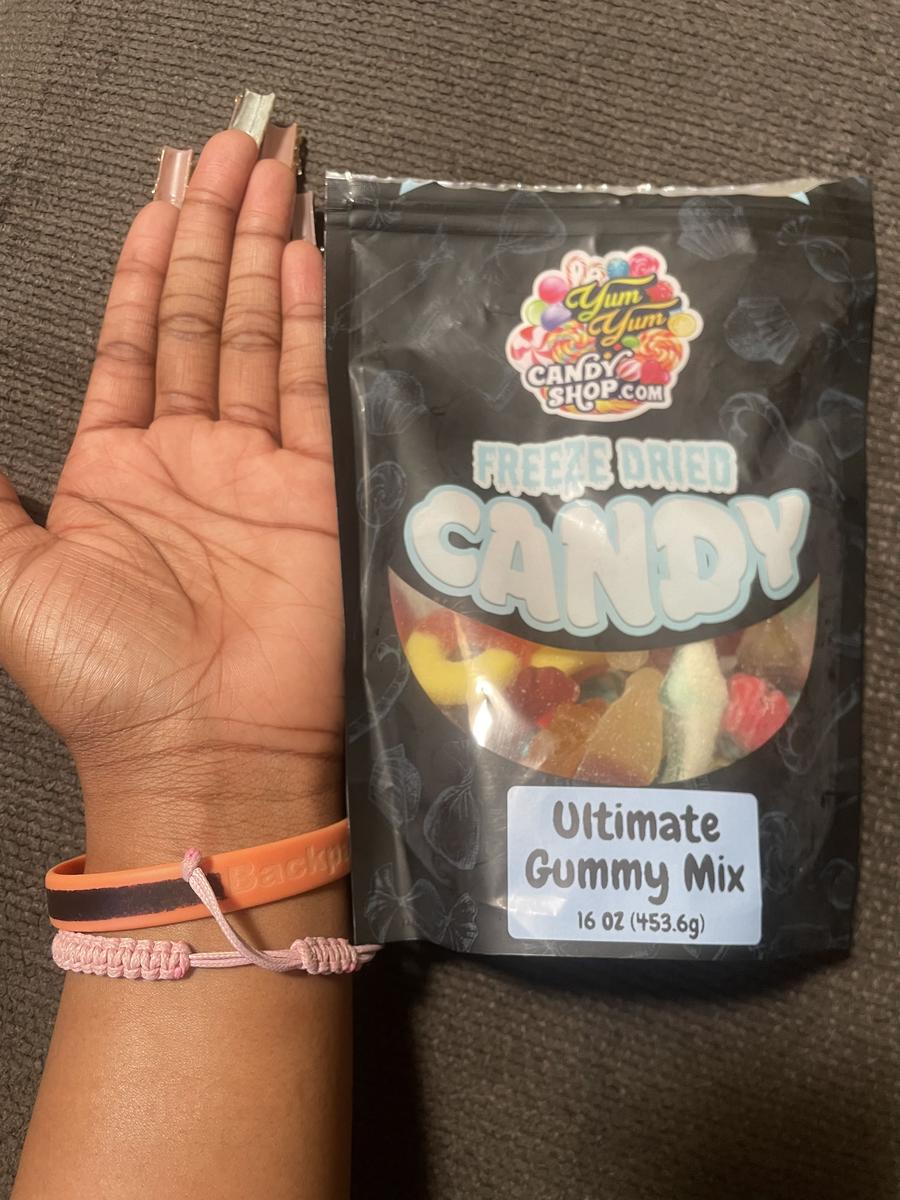 Yum
Yum
CANDY
SHOP.COM
FREEZE DRIED
CANDY
Ultimate
Gummy Mix
16 OZ (453.6g)